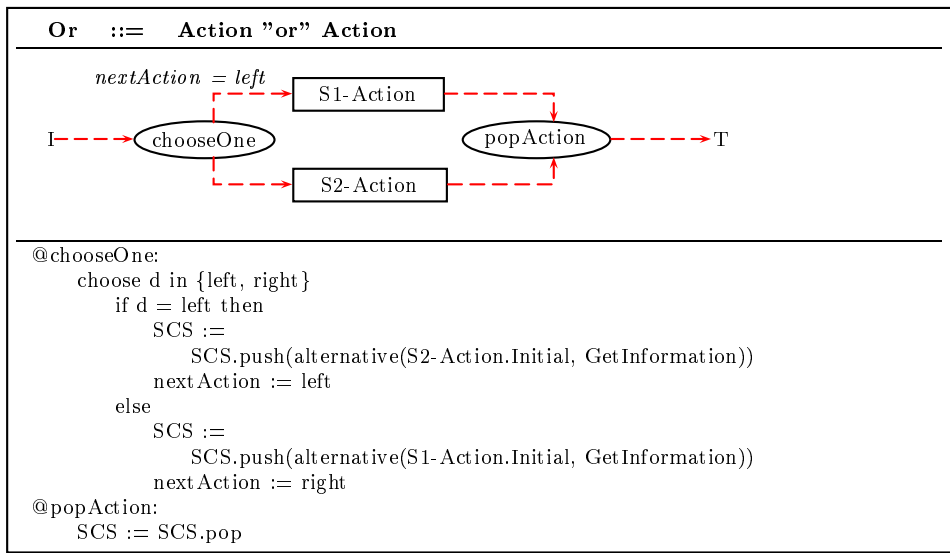 Or ::= Action "or" Action
nextAction = left
S1-Action
I chooseOne popAction T
S2-Action
@chooseOne:
choose d in {left, right}
if d = left then
SCS :=
SCS.push(alternative(S2-Action.Initial, GetInformation))
nextAction := left
else
SCS :=
SCS.push(alternative(S1-Action.Initial, GetInformation))
nextAction := right
@popAction:
SCS := SCS.pop